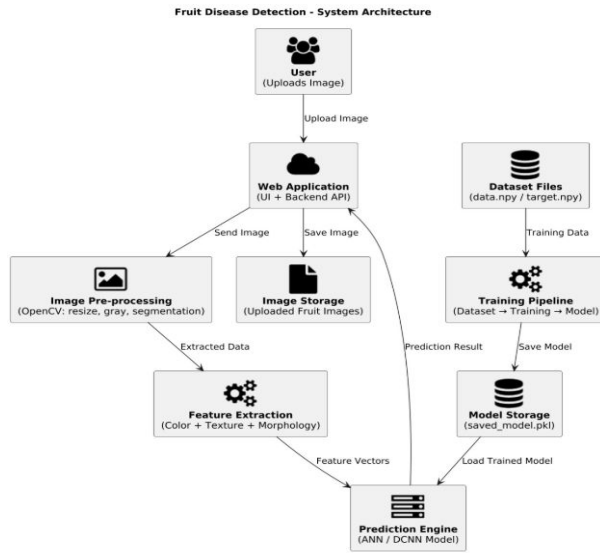 Fruit Disease Detection - System Architecture
User
(Uploads Image)
Upload Image
Web Application
(UI + Backend API)
Dataset Files
(data.npy / target.npy)
Send Image
Save Image
Training Data
Image Pre-processing
(OpenCV: resize, gray, segmentation)
Image Storage
(Uploaded Fruit Images)
Training Pipeline
(Dataset → Training → Model)
Extracted Data
Prediction Result
Save Model
Feature Extraction
(Color + Texture + Morphology)
Model Storage
(saved_model.pkl)
Feature Vectors
Load Trained Model
Prediction Engine
(ANN / DCNN Model)